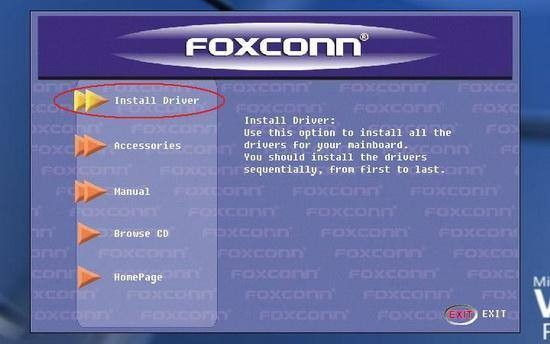 FOXCONN®
Install Driver
Accessories
Manual
Browse CD
HomePage
Install Driver:
Use this option to install all the
drivers for your mainboard.
You should install the drivers
sequentially, from first to last.
EXIT EXIT
Mi